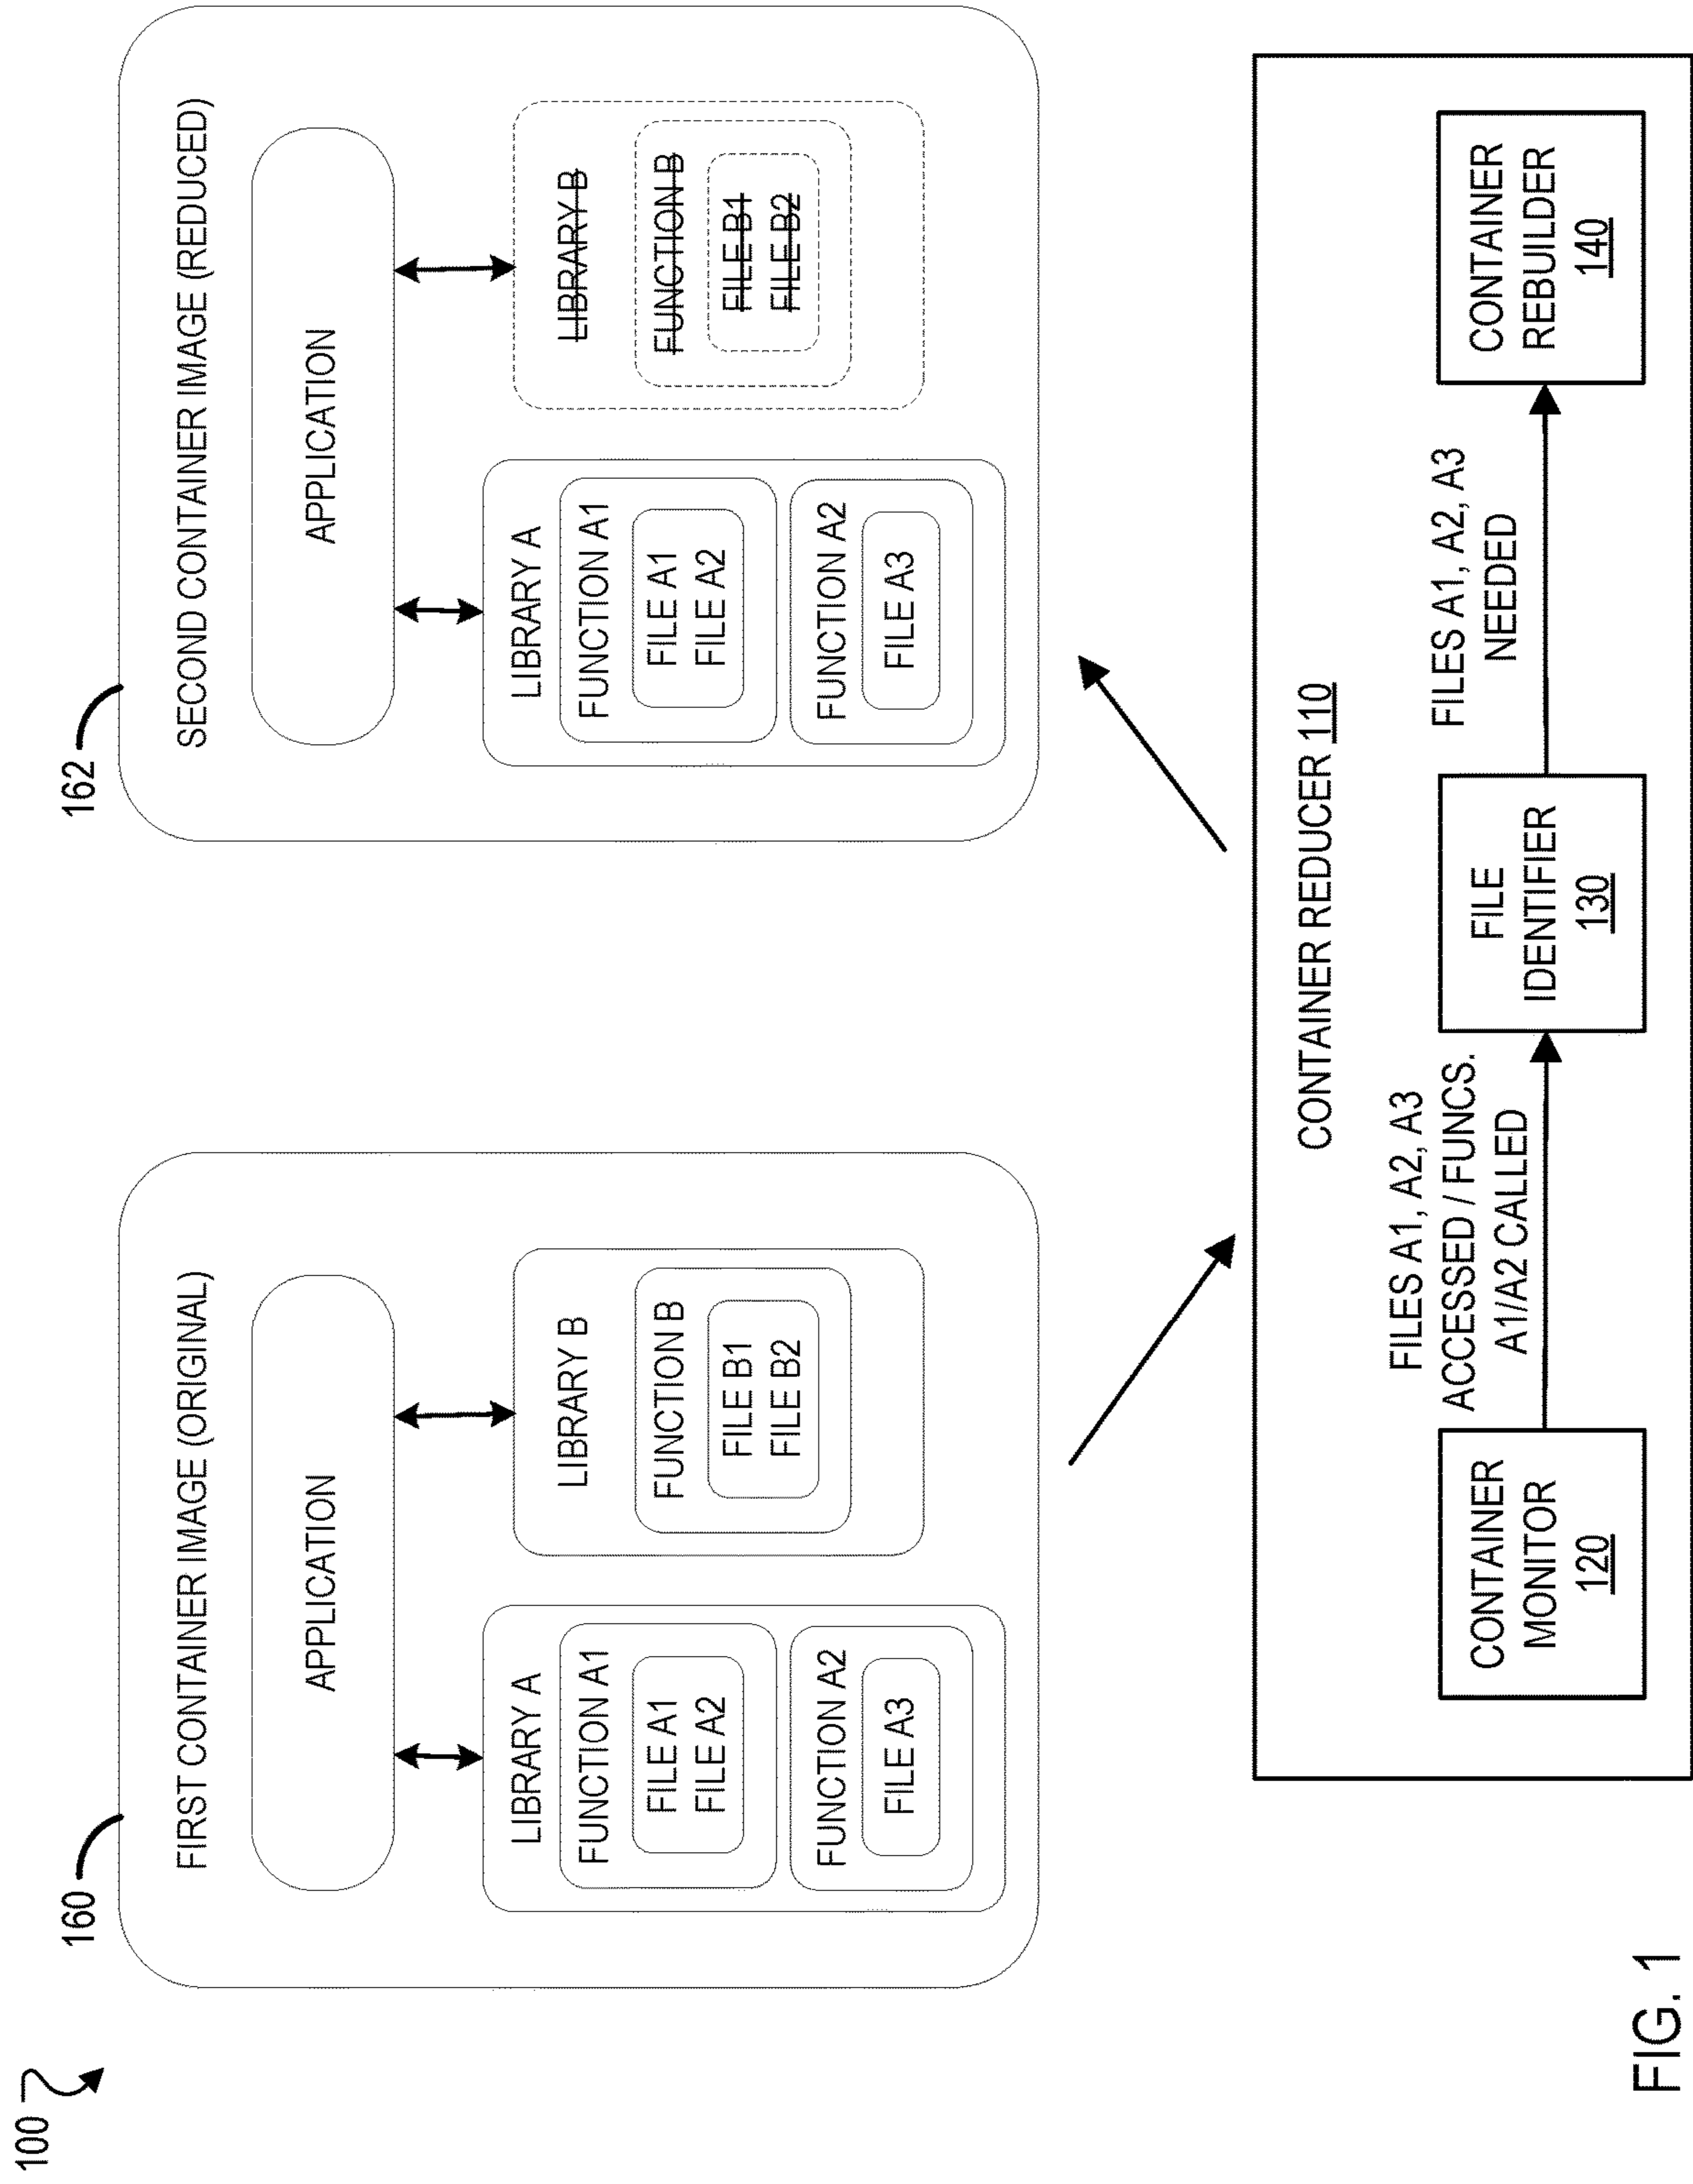 100
160
FIRST CONTAINER IMAGE (ORIGINAL)
APPLICATION
LIBRARY A
FUNCTION A1
FILE A1
FILE A2
FUNCTION A2
FILE A3
LIBRARY B
FUNCTION B
FILE B1
FILE B2
162
SECOND CONTAINER IMAGE (REDUCED)
APPLICATION
LIBRARY A
FUNCTION A1
FILE A1
FILE A2
FUNCTION A2
FILE A3
LIBRARY B
FUNCTION B
FILE B1
FILE B2
CONTAINER REDUCER 110
CONTAINER
MONITOR
120
FILES A1, A2, A3
ACCESSED / FUNCS.
A1/A2 CALLED
FILE
IDENTIFIER
130
FILES A1, A2, A3
NEEDED
CONTAINER
REBUILDER
140
FIG. 1